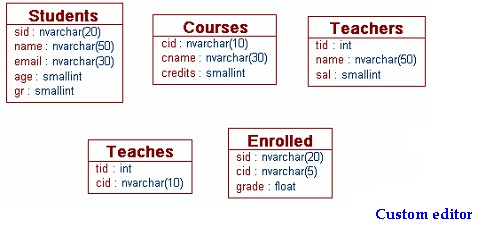 Students
sid : nvarchar(20)
name : nvarchar(50)
email : nvarchar(30)
age : smallint
gr : smallint
Courses
cid : nvarchar(10)
cname : nvarchar(30)
credits : smallint
Teachers
tid : int
name : nvarchar(50)
sal : smallint
Teaches
tid : int
cid : nvarchar(10)
Enrolled
sid : nvarchar(20)
cid : nvarchar(5)
grade : float
Custom editor